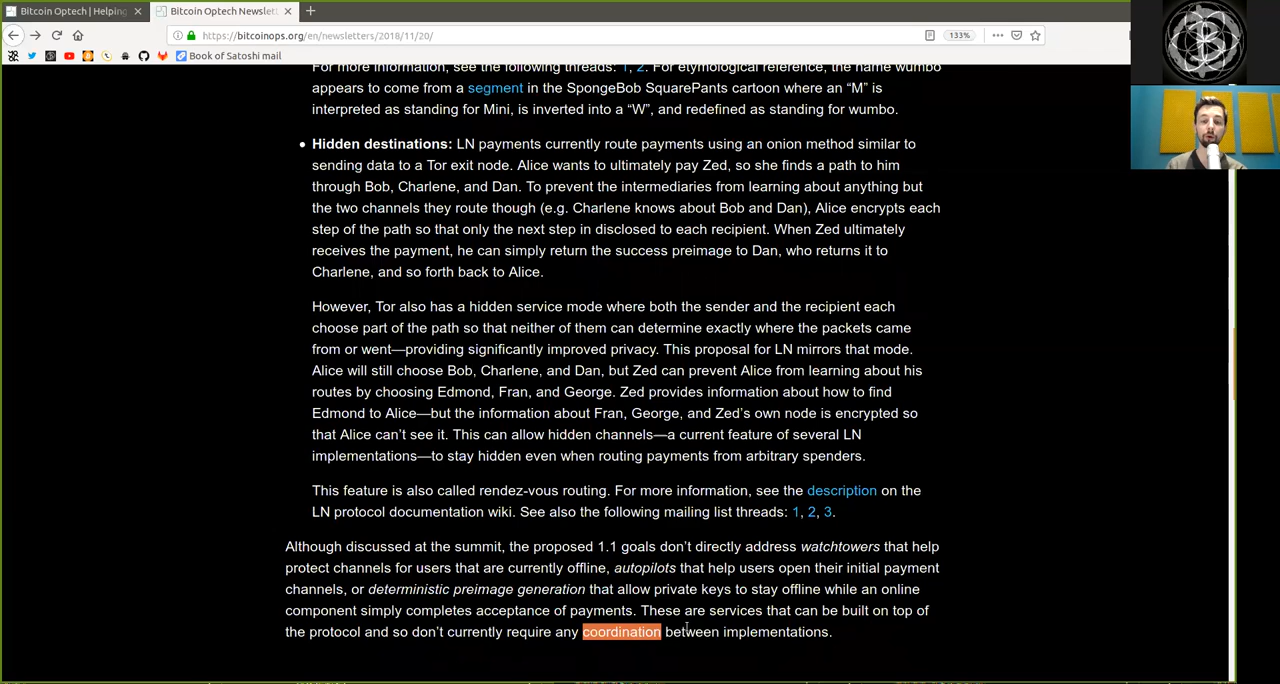 Bitcoin Optech | Helping
Bitcoin Optech Newslett
https://bitcoinops.org/en/newsletters/2018/11/20/
133%
Book of Satoshi mail
For more information, see the following threads: 1, 2. For etymological reference, the name wumbo
appears to come from a segment in the SpongeBob SquarePants cartoon where an “M” is
interpreted as standing for Mini, is inverted into a “W”, and redefined as standing for wumbo.
Hidden destinations: LN payments currently route payments using an onion method similar to
sending data to a Tor exit node. Alice wants to ultimately pay Zed, so she finds a path to him
through Bob, Charlene, and Dan. To prevent the intermediaries from learning about anything but
the two channels they route though (e.g. Charlene knows about Bob and Dan), Alice encrypts each
step of the path so that only the next step in disclosed to each recipient. When Zed ultimately
receives the payment, he can simply return the success preimage to Dan, who returns it to
Charlene, and so forth back to Alice.
However, Tor also has a hidden service mode where both the sender and the recipient each
choose part of the path so that neither of them can determine exactly where the packets came
from or went—providing significantly improved privacy. This proposal for LN mirrors that mode.
Alice will still choose Bob, Charlene, and Dan, but Zed can prevent Alice from learning about his
routes by choosing Edmond, Fran, and George. Zed provides information about how to find
Edmond to Alice—but the information about Fran, George, and Zed’s own node is encrypted so
that Alice can’t see it. This can allow hidden channels—a current feature of several LN
implementations—to stay hidden even when routing payments from arbitrary spenders.
This feature is also called rendez-vous routing. For more information, see the description on the
LN protocol documentation wiki. See also the following mailing list threads: 1, 2, 3.
Although discussed at the summit, the proposed 1.1 goals don’t directly address watchtowers that help
protect channels for users that are currently offline, autopilots that help users open their initial payment
channels, or deterministic preimage generation that allow private keys to stay offline while an online
component simply completes acceptance of payments. These are services that can be built on top of
the protocol and so don’t currently require any coordination between implementations.